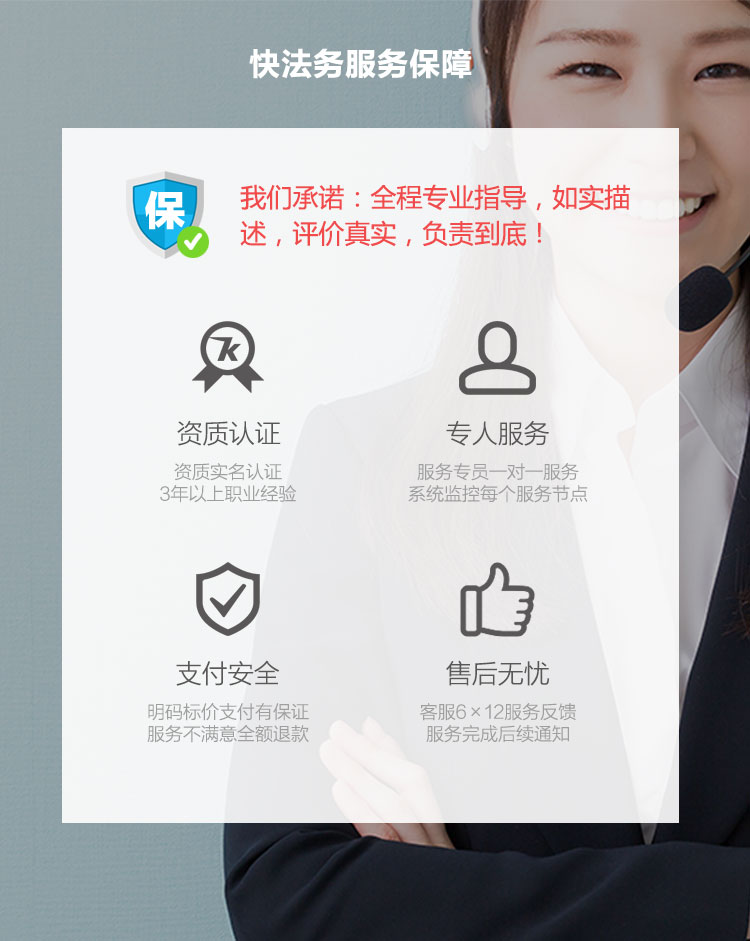 快法务服务保障
保
我们承诺：全程专业指导，如实描
述，评价真实，负责到底！
7k
资质认证
资质实名认证
3年以上职业经验
专人服务
服务专员一对一服务
系统监控每个服务节点
支付安全
明码标价支付有保证
服务不满意全额退款
售后无忧
客服6×12服务反馈
服务完成后续通知